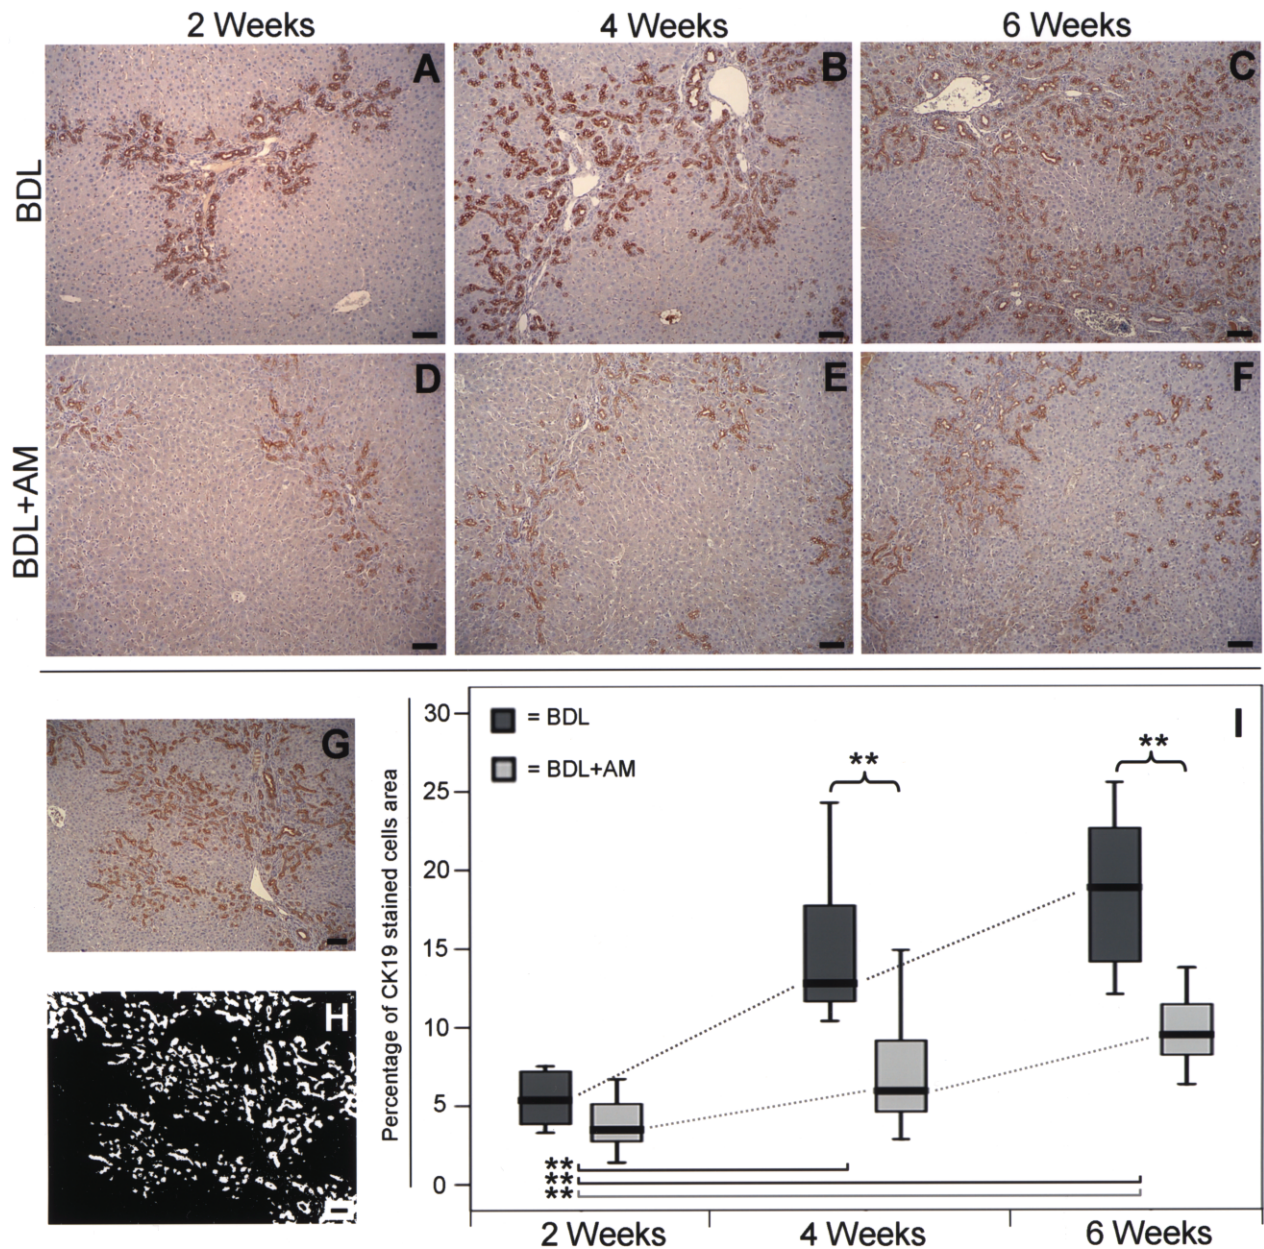 2 Weeks 4 Weeks 6 Weeks
A B C
BDL
D E F
BDL+AM
G
H
I
= BDL
= BDL+AM
Percentage of CK19 stained cells area
30
25
20
15
10
5
0
**
**
**
**
**
2 Weeks 4 Weeks 6 Weeks